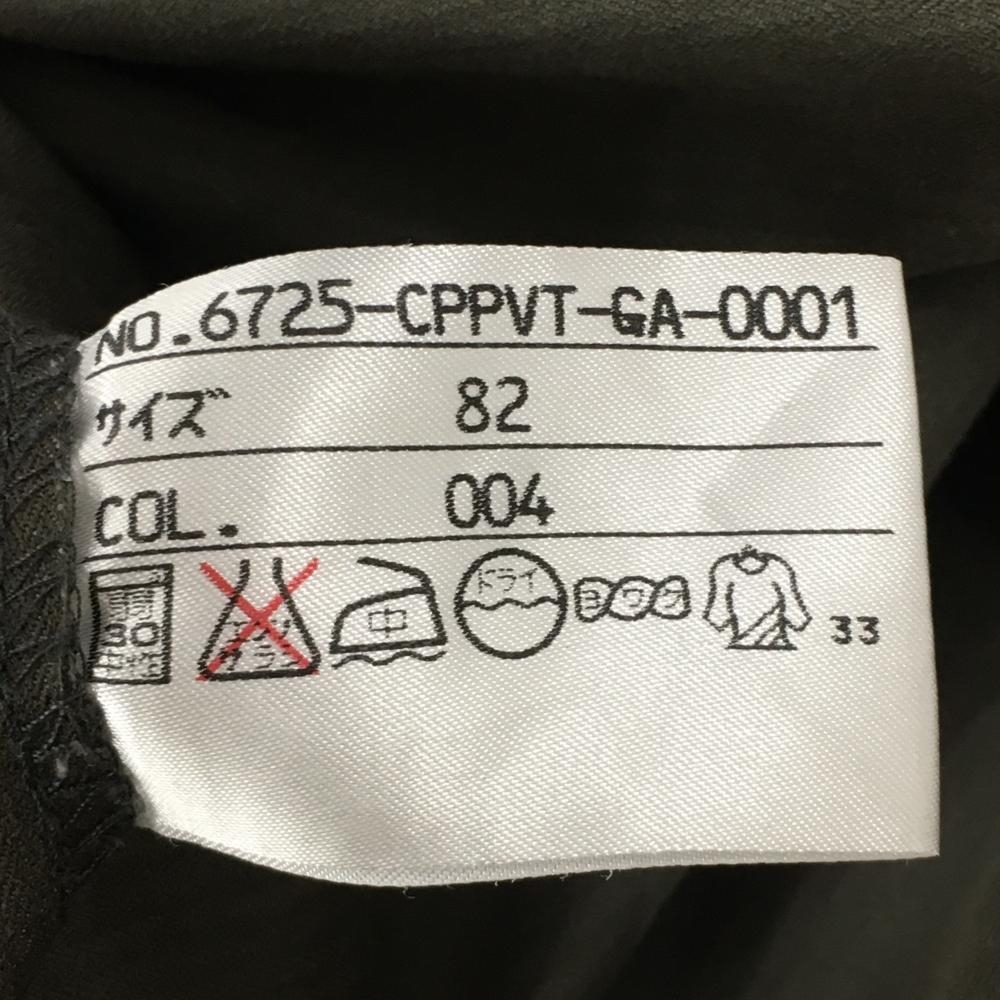 NO.6725-CPPVT-GA-0001
サイズ 82
COL. 004
中 ドライ ヨワク 33